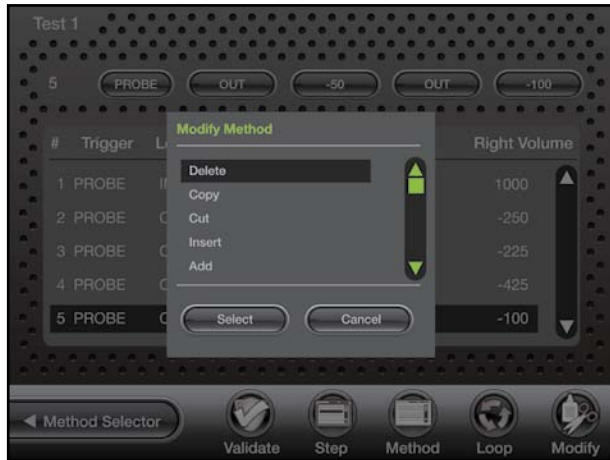 Test 1
5 PROBE OUT -50 OUT -100
Modify Method
# Trigger L Right Volume
Delete
1 PROBE 1000
Copy
2 PROBE -250
Cut
3 PROBE -225
Insert
4 PROBE -425
Add
5 PROBE -100
Select Cancel
Method Selector
Validate Step Method Loop Modify